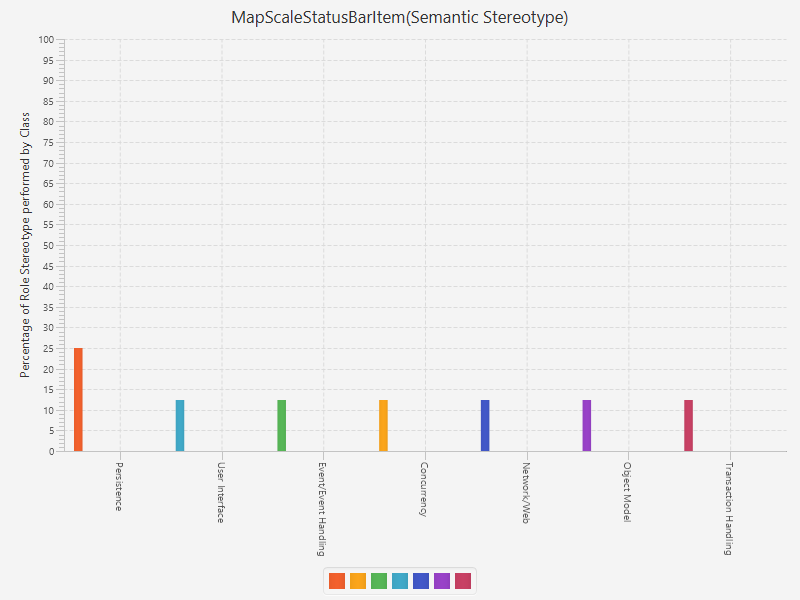 MapScaleStatusBarItem(Semantic Stereotype)
Percentage of Role Stereotype performed by Class
100
95
90
85
80
75
70
65
60
55
50
45
40
35
30
25
20
15
10
5
0
Persistence
User Interface
Event/Event Handling
Concurrency
Network/Web
Object Model
Transaction Handling